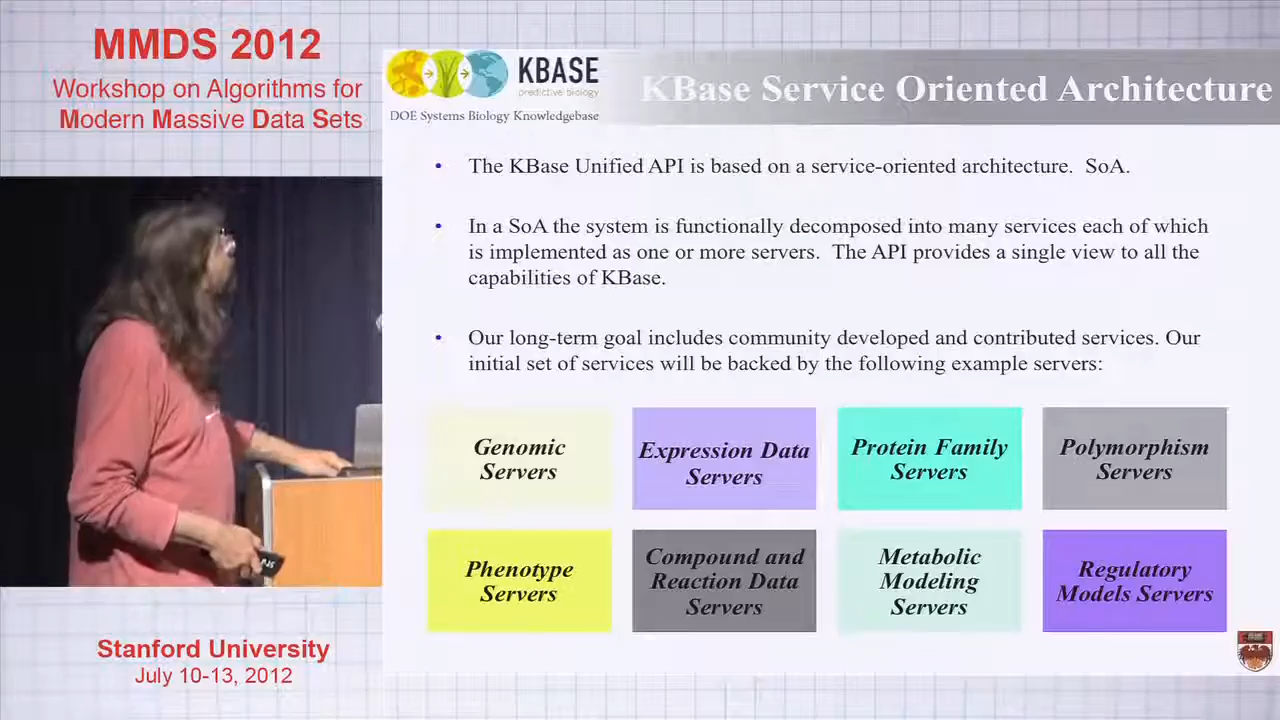 MMDS 2012
Workshop on Algorithms for
Modern Massive Data Sets
KBASE
predictive biology
DOE Systems Biology Knowledgebase
KBase Service Oriented Architecture
• The KBase Unified API is based on a service-oriented architecture. SoA.
• In a SoA the system is functionally decomposed into many services each of which
is implemented as one or more servers. The API provides a single view to all the
capabilities of KBase.
• Our long-term goal includes community developed and contributed services. Our
initial set of services will be backed by the following example servers:
Genomic
Servers
Expression Data
Servers
Protein Family
Servers
Polymorphism
Servers
Phenotype
Servers
Compound and
Reaction Data
Servers
Metabolic
Modeling
Servers
Regulatory
Models Servers
Stanford University
July 10-13, 2012